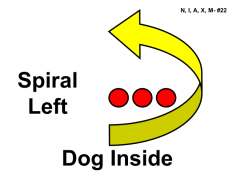 N, I, A, X, M- #22
Spiral
Left
Dog Inside